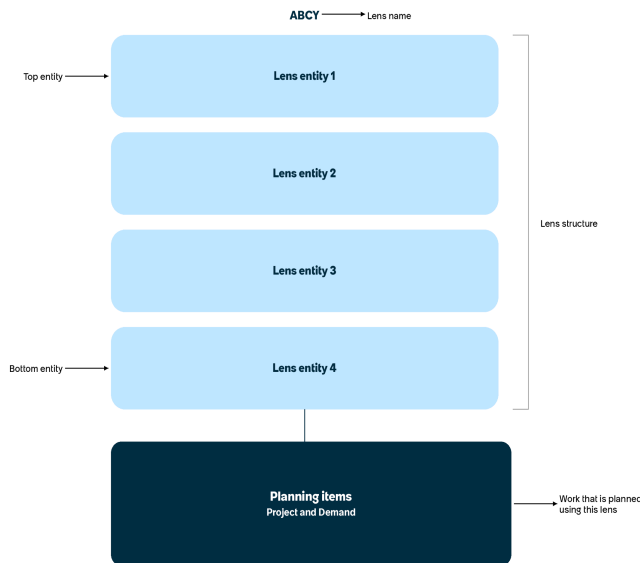 ABCY
Lens name
Top entity
Lens entity 1
Lens entity 2
Lens structure
Lens entity 3
Bottom entity
Lens entity 4
Planning items
Project and Demand
Work that is planned
using this lens